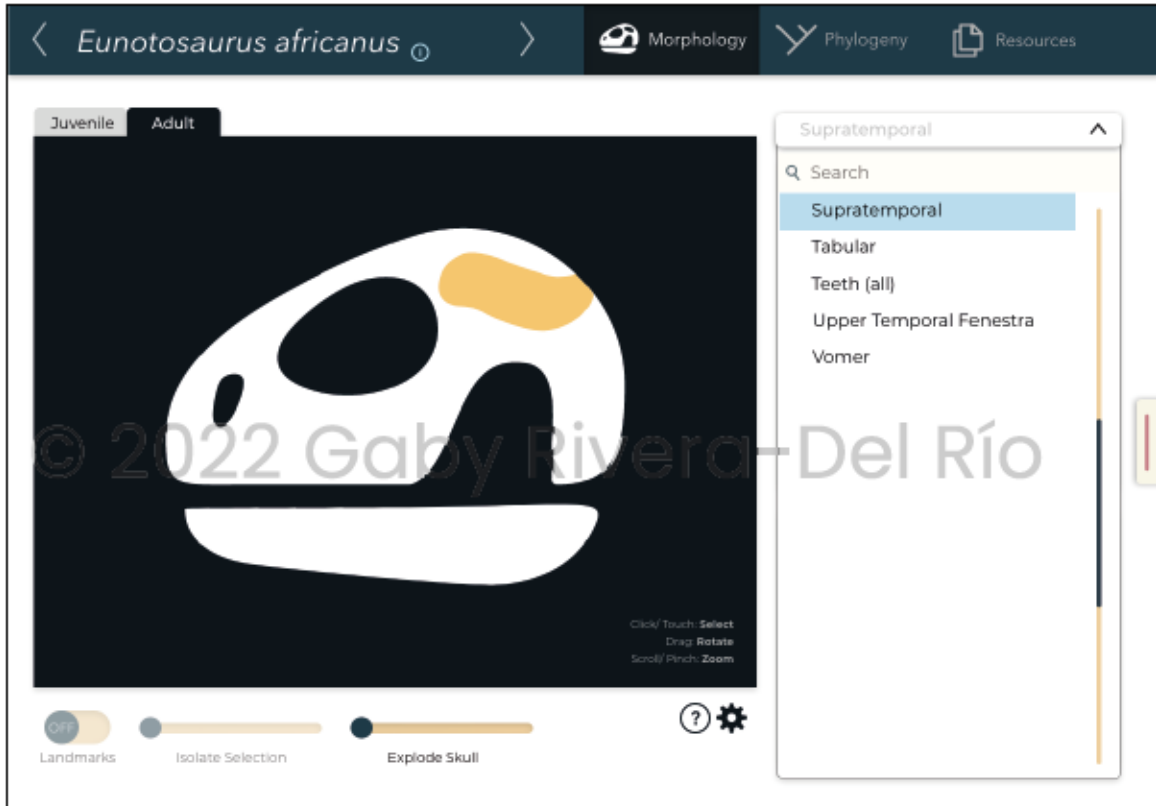 Eunotosaurus africanus
Morphology
Phylogeny
Resources
Juvenile
Adult
Supratemporal
Search
Supratemporal
Tabular
Teeth (all)
Upper Temporal Fenestra
Vomer
© 2022 Gaby Rivera-Del Río
Click/ Touch: Select
Drag: Rotate
Scroll/ Pinch: Zoom
OFF
Landmarks
Isolate Selection
Explode Skull
?